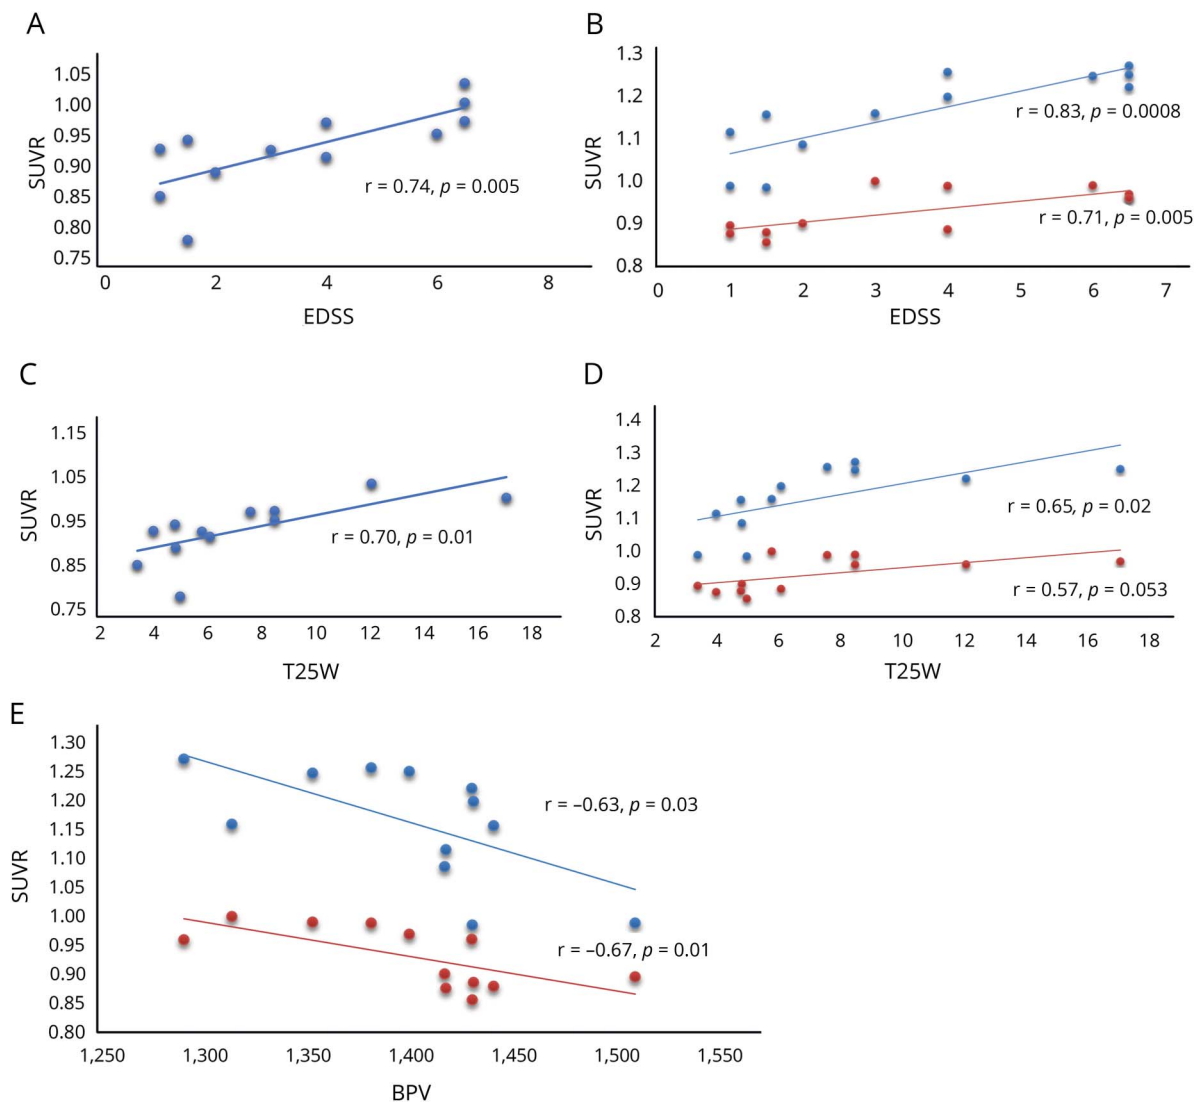 A
SUVR
1.05
1.00
0.95
0.90
0.85
0.80
0.75
r = 0.74, p = 0.005
0 2 4 6 8
EDSS
B
SUVR
1.3
1.2
1.1
1.0
0.9
0.8
r = 0.83, p = 0.0008
r = 0.71, p = 0.005
0 1 2 3 4 5 6 7
EDSS
C
SUVR
1.15
1.05
0.95
0.85
0.75
r = 0.70, p = 0.01
2 4 6 8 10 12 14 16 18
T25W
D
SUVR
1.4
1.3
1.2
1.1
1.0
0.9
0.8
r = 0.65, p = 0.02
r = 0.57, p = 0.053
2 4 6 8 10 12 14 16 18
T25W
E
SUVR
1.30
1.25
1.20
1.15
1.10
1.05
1.00
0.95
0.90
0.85
0.80
r = –0.63, p = 0.03
r = –0.67, p = 0.01
1,250 1,300 1,350 1,400 1,450 1,500 1,550
BPV